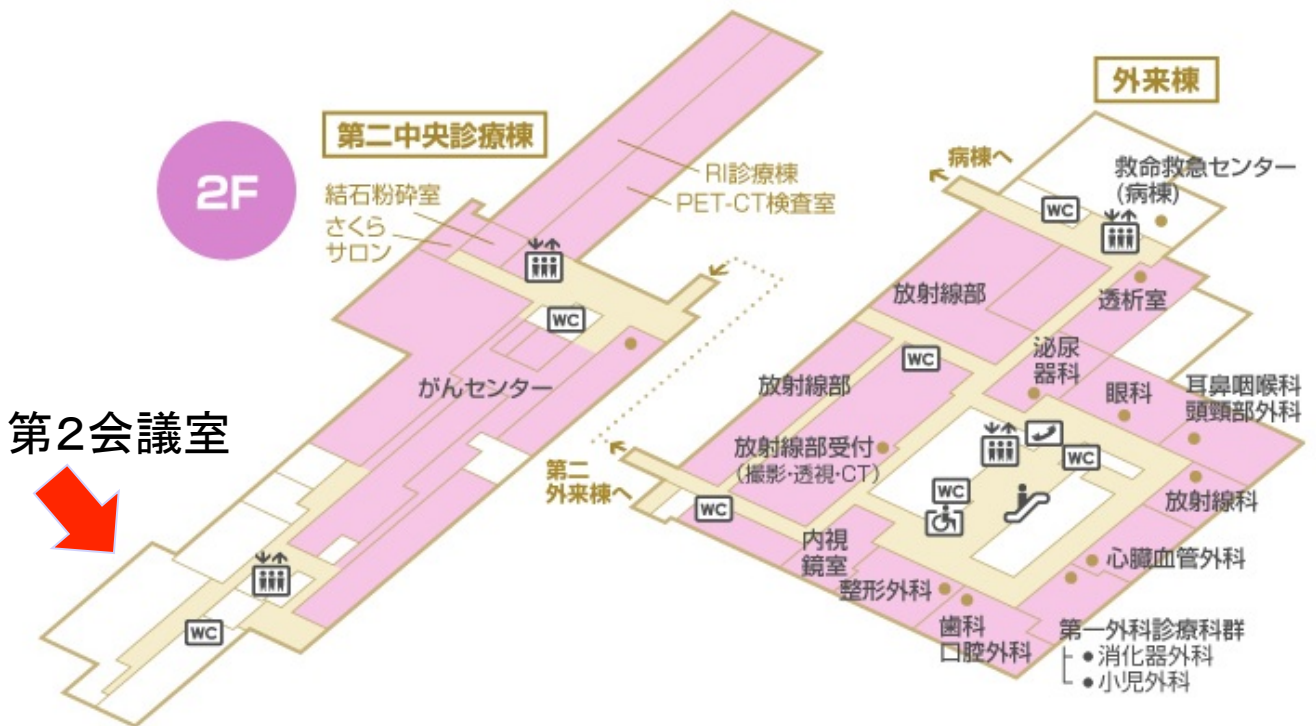 2F
第二中央診療棟
RI診療棟
PET-CT検査室
結石粉砕室
さくら
サロン
WC
がんセンター
第2会議室
WC
外来棟
病棟へ
救命救急センター
(病棟)
WC
放射線部
透析室
WC
泌尿
器科
眼科
耳鼻咽喉科
頭頸部外科
放射線部
放射線部受付
(撮影・透視・CT)
WC
WC
第二
外来棟へ
WC
放射線科
内視
鏡室
整形外科
歯科
口腔外科
心臓血管外科
第一外科診療科群
●消化器外科
●小児外科